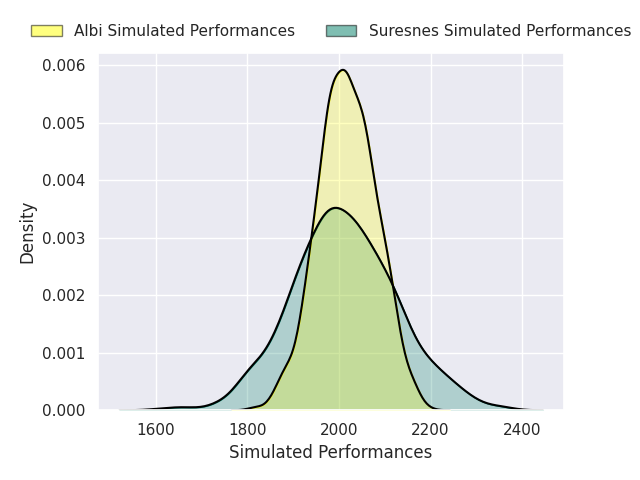 Albi Simulated Performances Suresnes Simulated Performances
0.006
0.005
0.004
0.003
0.002
0.001
0.000
Density
1600 1800 2000 2200 2400
Simulated Performances